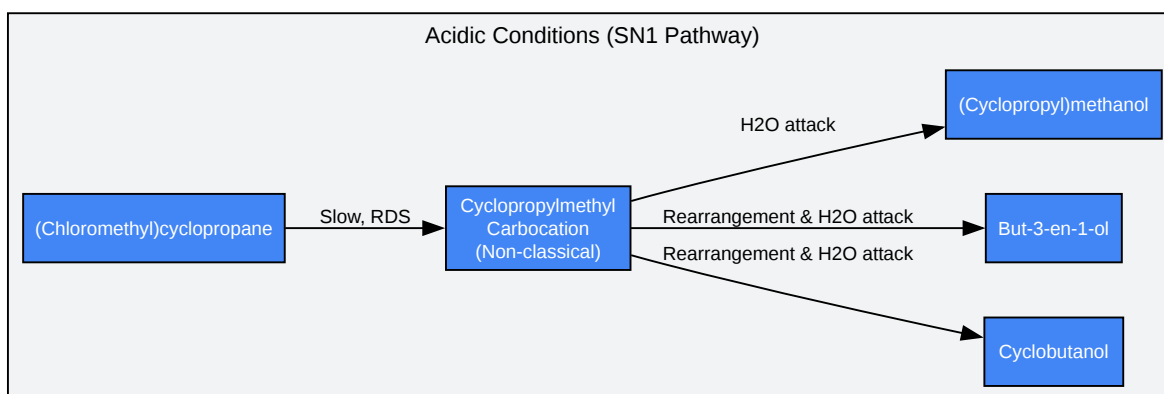 Acidic Conditions (SN1 Pathway)
(Chloromethyl)cyclopropane
Slow, RDS
Cyclopropylmethyl
Carbocation
(Non-classical)
H2O attack
(Cyclopropyl)methanol
Rearrangement & H2O attack
But-3-en-1-ol
Rearrangement & H2O attack
Cyclobutanol